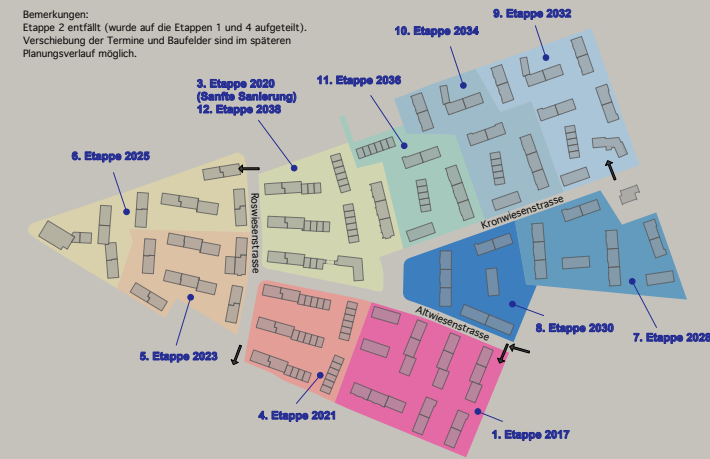 Bemerkungen:
Etappe 2 entfällt (wurde auf die Etappen 1 und 4 aufgeteilt).
Verschiebung der Termine und Baufelder sind im späteren
Planungsverlauf möglich.
9. Etappe 2032
10. Etappe 2034
11. Etappe 2036
3. Etappe 2020
(Sanfte Sanierung)
12. Etappe 2038
6. Etappe 2025
Roswiesenstrasse
Kronwiesenstrasse
Altwiesenstrasse
8. Etappe 2030
7. Etappe 2028
5. Etappe 2023
4. Etappe 2021
1. Etappe 2017